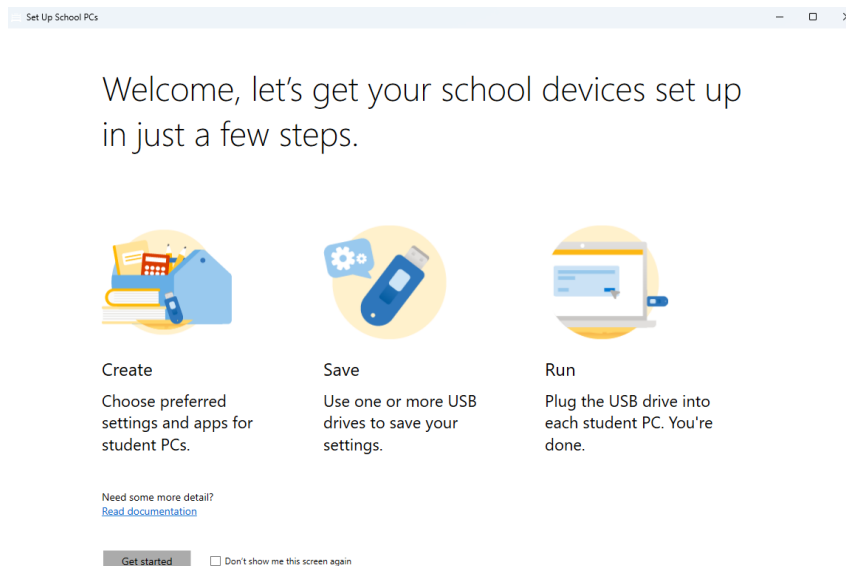 Set Up School PCs
Welcome, let's get your school devices set up
in just a few steps.
Create
Choose preferred
settings and apps for
student PCs.
Save
Use one or more USB
drives to save your
settings.
Run
Plug the USB drive into
each student PC. You're
done.
Need some more detail?
Read documentation
Get started
Don't show me this screen again